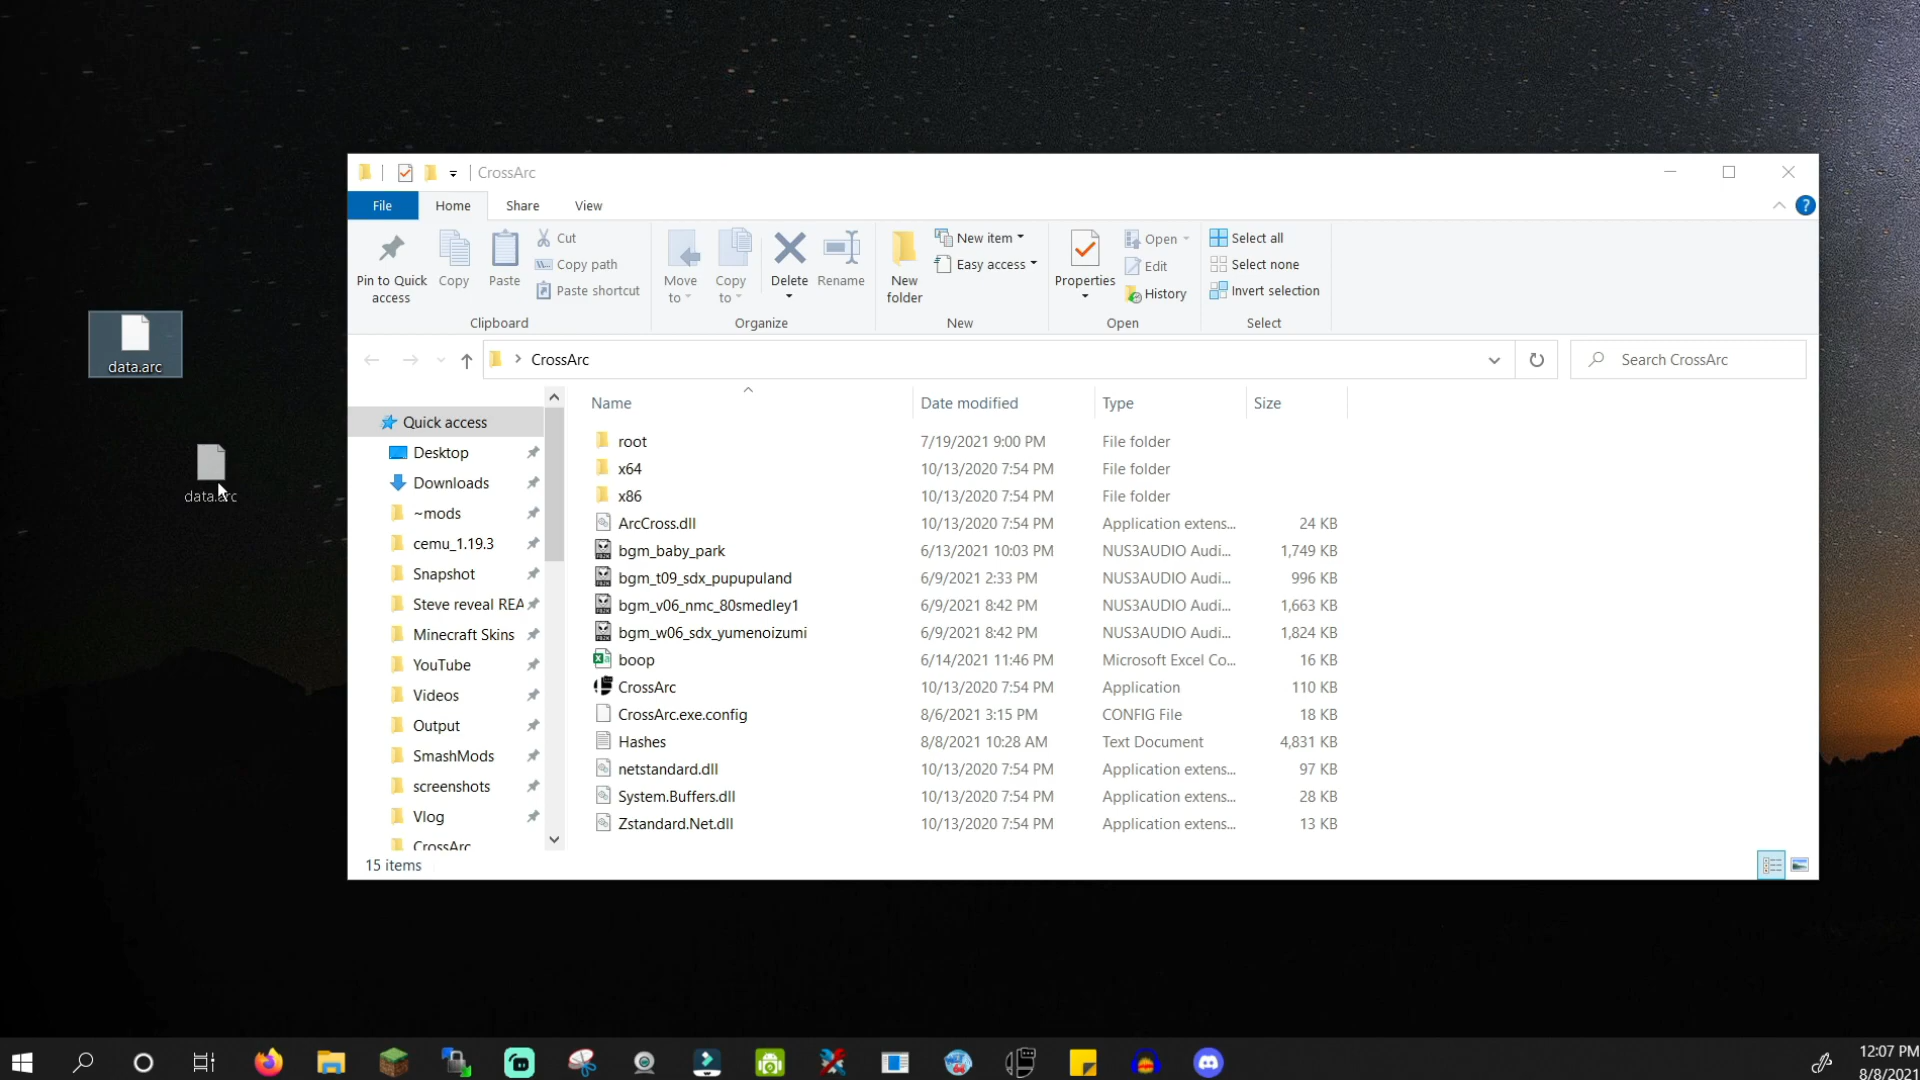 CrossArc
File Home Share View
Pin to Quick access
Copy
Paste
Cut
Copy path
Paste shortcut
Clipboard
Move to
Copy to
Delete
Rename
Organize
New folder
New item
Easy access
New
Properties
Open
Edit
History
Open
Select all
Select none
Invert selection
Select
data.arc
data.arc
CrossArc
Search CrossArc
Name Date modified Type Size
Quick access
Desktop
Downloads
~mods
cemu_1.19.3
Snapshot
Steve reveal REA
Minecraft Skins
YouTube
Videos
Output
SmashMods
screenshots
Vlog
CrossArc
root 7/19/2021 9:00 PM File folder
x64 10/13/2020 7:54 PM File folder
x86 10/13/2020 7:54 PM File folder
ArcCross.dll 10/13/2020 7:54 PM Application extens... 24 KB
bgm_baby_park 6/13/2021 10:03 PM NUS3AUDIO Audi... 1,749 KB
bgm_t09_sdx_pupupuland 6/9/2021 2:33 PM NUS3AUDIO Audi... 996 KB
bgm_v06_nmc_80smedley1 6/9/2021 8:42 PM NUS3AUDIO Audi... 1,663 KB
bgm_w06_sdx_yumenoizumi 6/9/2021 8:42 PM NUS3AUDIO Audi... 1,824 KB
boop 6/14/2021 11:46 PM Microsoft Excel Co... 16 KB
CrossArc 10/13/2020 7:54 PM Application 110 KB
CrossArc.exe.config 8/6/2021 3:15 PM CONFIG File 18 KB
Hashes 8/8/2021 10:28 AM Text Document 4,831 KB
netstandard.dll 10/13/2020 7:54 PM Application extens... 97 KB
System.Buffers.dll 10/13/2020 7:54 PM Application extens... 28 KB
Zstandard.Net.dll 10/13/2020 7:54 PM Application extens... 13 KB
15 items
12:07 PM
8/8/2021